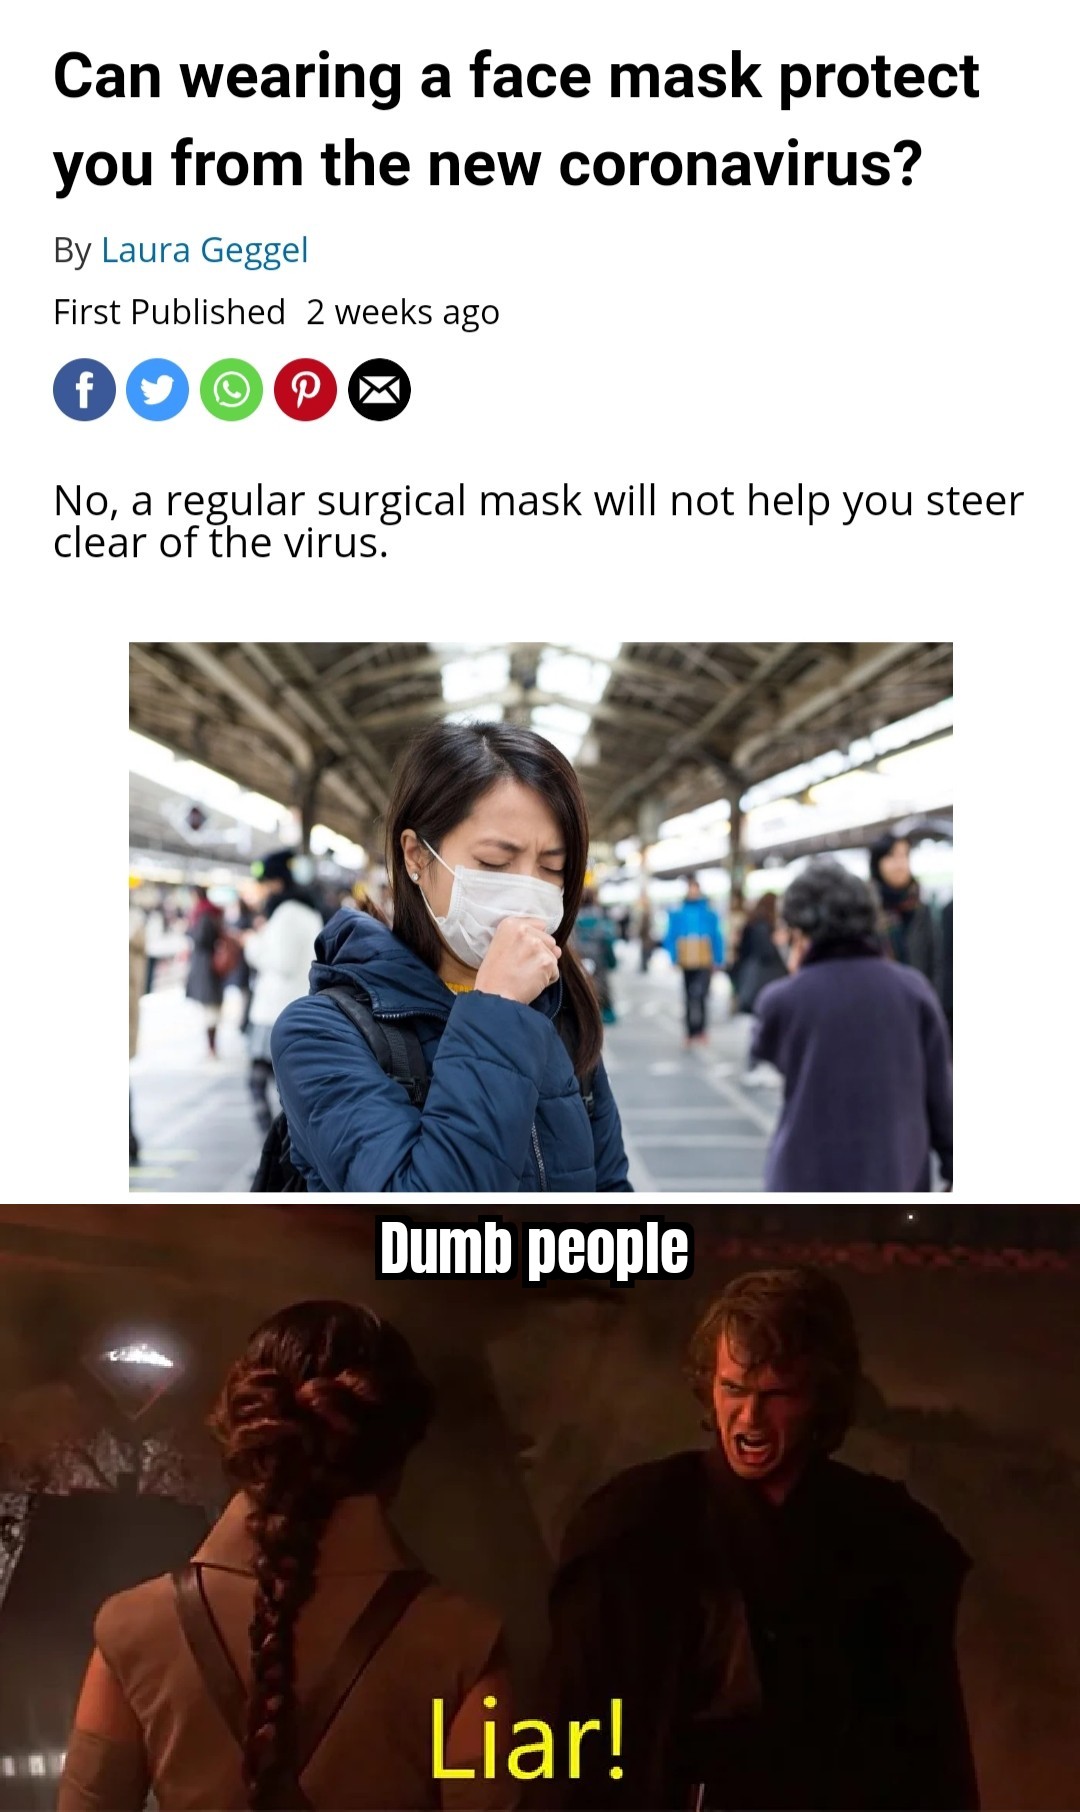 Can wearing a face mask protect
you from the new coronavirus?
By Laura Geggel
First Published 2 weeks ago
No, a regular surgical mask will not help you steer
clear of the virus.
Dumb people
Liar!